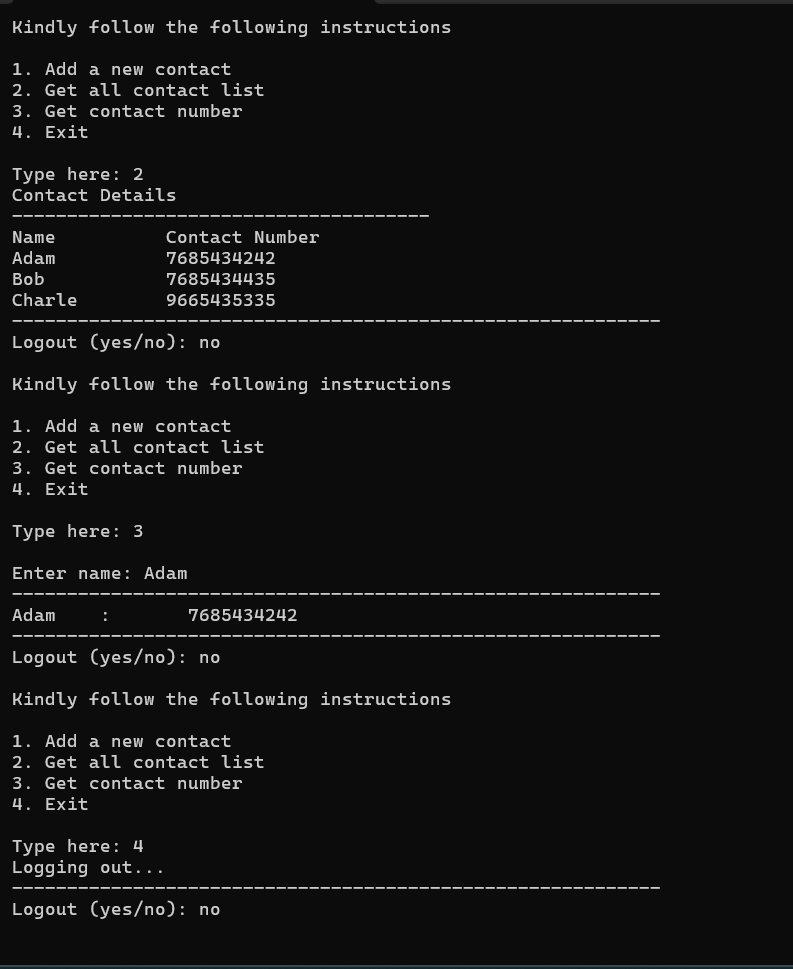 Kindly follow the following instructions
1. Add a new contact
2. Get all contact list
3. Get contact number
4. Exit
Type here: 2
Contact Details
--------------------------------------
Name          Contact Number
Adam          7685434242
Bob           7685434435
Charle        9665435335
-----------------------------------------------------------
Logout (yes/no): no
Kindly follow the following instructions
1. Add a new contact
2. Get all contact list
3. Get contact number
4. Exit
Type here: 3
Enter name: Adam
-----------------------------------------------------------
Adam    :       7685434242
-----------------------------------------------------------
Logout (yes/no): no
Kindly follow the following instructions
1. Add a new contact
2. Get all contact list
3. Get contact number
4. Exit
Type here: 4
Logging out...
-----------------------------------------------------------
Logout (yes/no): no